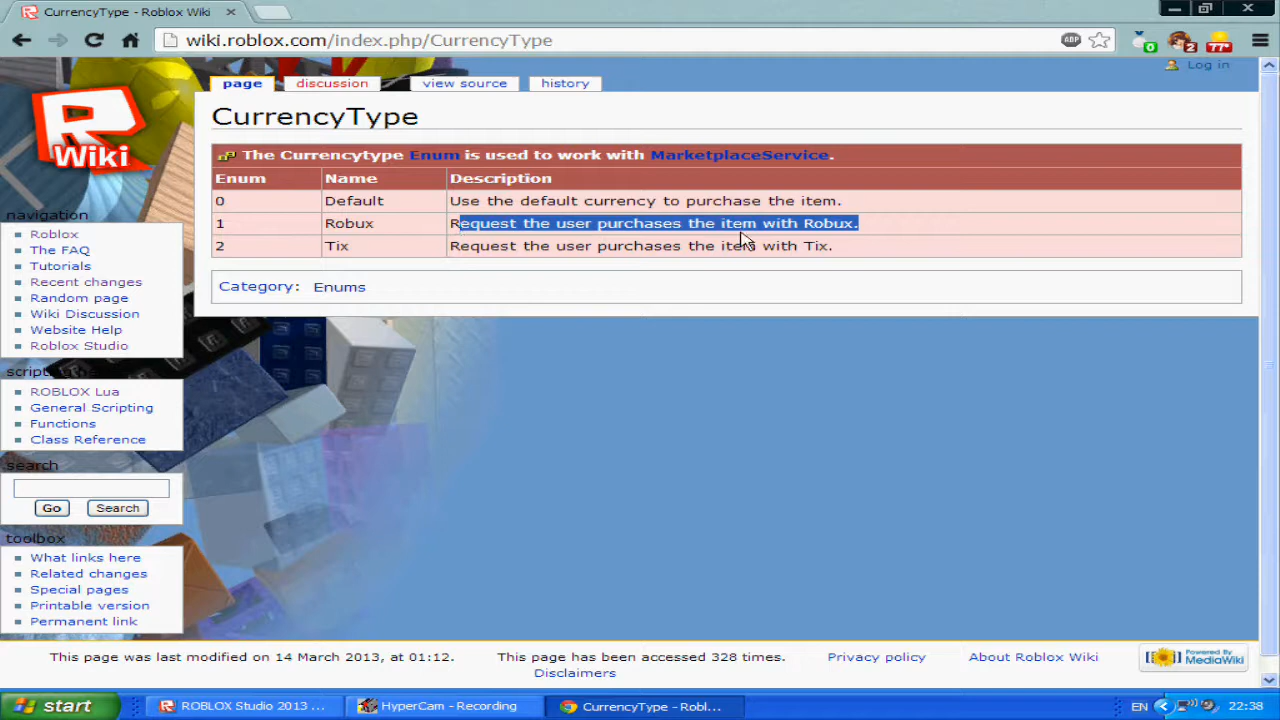 CurrencyType - Roblox Wiki
wiki.roblox.com/index.php/CurrencyType
ADP
0
2
TT
Log in
R
Wiki
page
discussion
view source
history
CurrencyType
The Currencytype Enum is used to work with MarketplaceService.
Enum Name Description
0 Default Use the default currency to purchase the item.
1 Robux Request the user purchases the item with Robux.
2 Tix Request the user purchases the item with Tix.
Category: Enums
navigation
Roblox
The FAQ
Tutorials
Recent changes
Random page
Wiki Discussion
Website Help
Roblox Studio
ROBLOX Lua
General Scripting
Functions
Class Reference
search
Go
Search
toolbox
What links here
Related changes
Special pages
Printable version
Permanent link
This page was last modified on 14 March 2013, at 01:12.
This page has been accessed 328 times.
Privacy policy
About Roblox Wiki
Disclaimers
Powered By
MediaWiki
start
ROBLOX Studio 2013 ...
HyperCam - Recording
CurrencyType - Robl...
EN
22:38